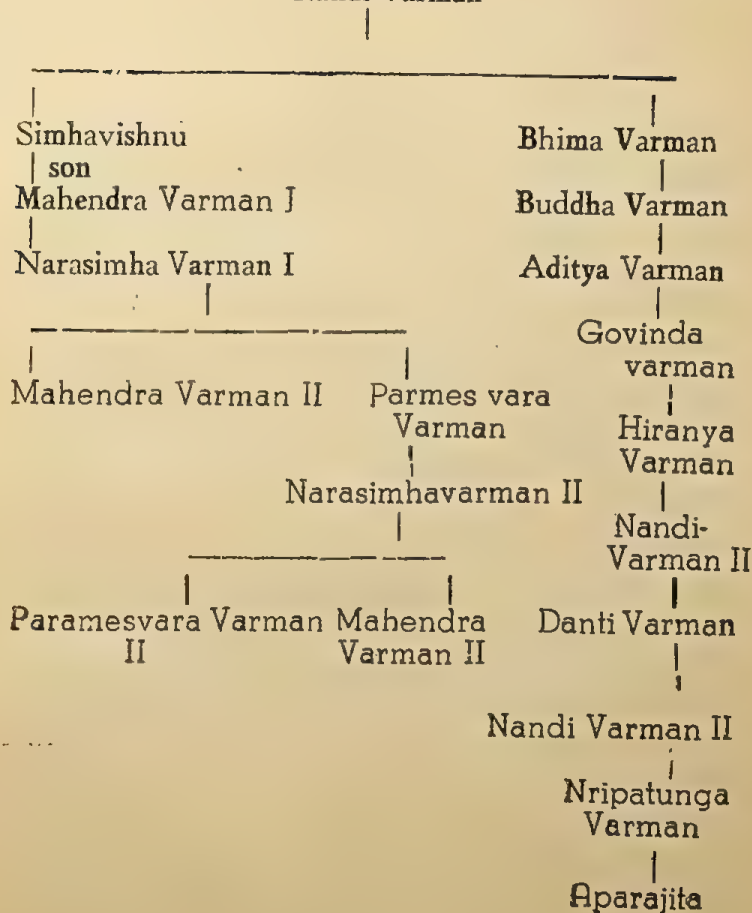 Simhavishnu
son
Mahendra Varman I
Narasimha Varman I
Mahendra Varman II
Parmes vara
Varman
Narasimhavarman II
Paramesvara Varman
II
Mahendra
Varman II
Bhima Varman
Buddha Varman
Aditya Varman
Govinda
varman
Hiranya
Varman
Nandi-
Varman II
Danti Varman
Nandi Varman II
Nripatunga
Varman
Aparajita